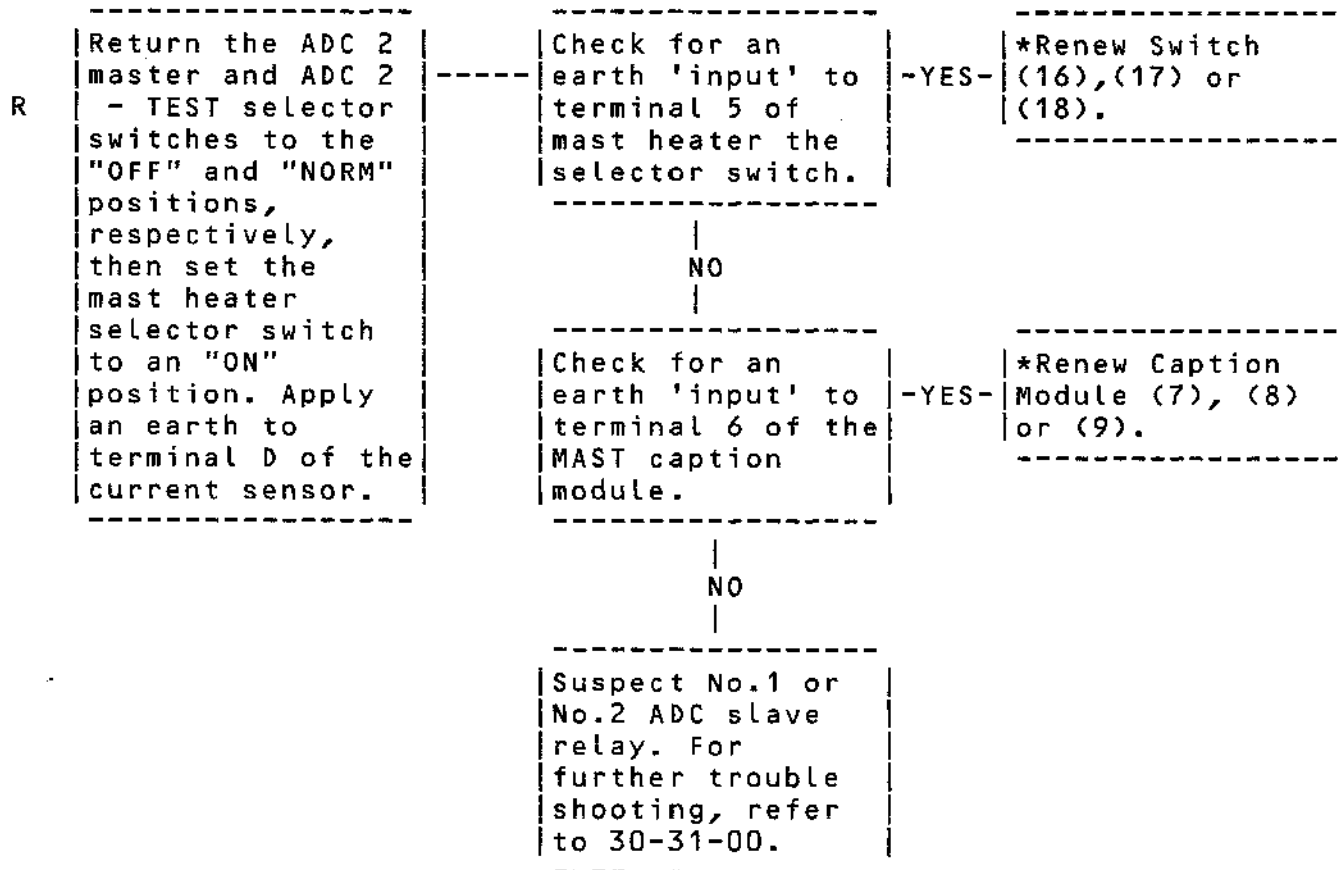 Return the ADC 2
master and ADC 2
R - TEST selector
switches to the
"OFF" and "NORM"
positions,
respectively,
then set the
mast heater
selector switch
to an "ON"
position. Apply
an earth to
terminal D of the
current sensor.
Check for an
earth 'input' to
terminal 5 of
mast heater the
selector switch.
-YES-
*Renew Switch
(16),(17) or
(18).
NO
Check for an
earth 'input' to
terminal 6 of the
MAST caption
module.
-YES-
*Renew Caption
Module (7), (8)
or (9).
NO
Suspect No.1 or
No.2 ADC slave
relay. For
further trouble
shooting, refer
to 30-31-00.